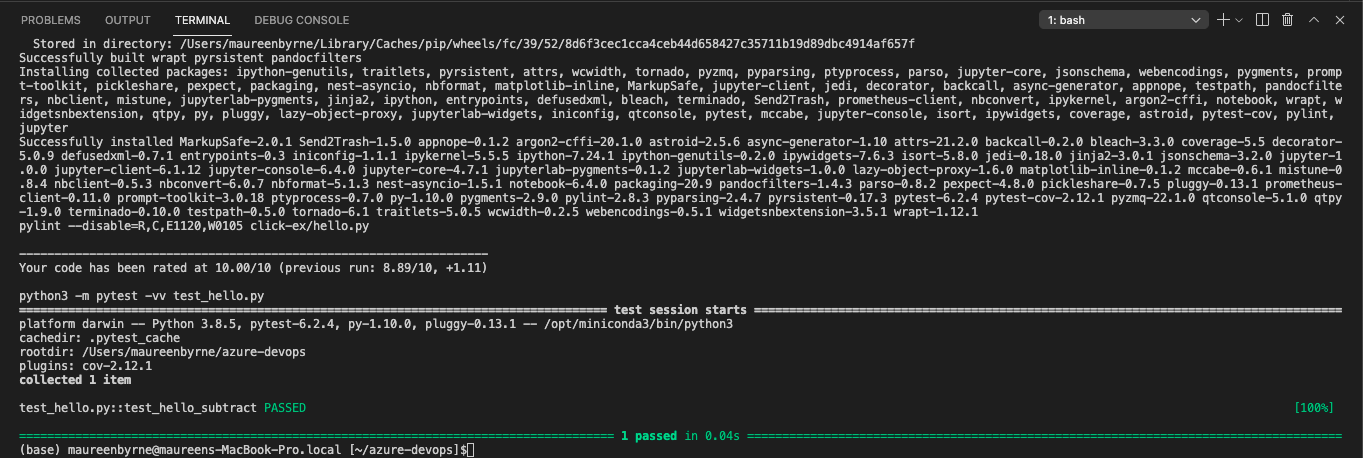 PROBLEMS OUTPUT TERMINAL DEBUG CONSOLE 1: bash
Stored in directory: /Users/maureenbyrne/Library/Caches/pip/wheels/fc/39/52/8d6f3cec1cca4ceb44d658427c35711b19d89dbc4914af657f
Successfully built wrapt pyrsistent pandocfilters
Installing collected packages: ipython-genutils, traitlets, pyrsistent, attrs, wcwidth, tornado, pyzmq, pyparsing, ptyprocess, parso, jupyter-core, jsonschema, webencodings, pygments, promp
t-toolkit, pickleshare, pexpect, packaging, nest-asyncio, nbformat, matplotlib-inline, MarkupSafe, jupyter-client, jedi, decorator, backcall, async-generator, appnope, testpath, pandocfilte
rs, nbclient, mistune, jupyterlab-pygments, jinja2, ipython, entrypoints, defusedxml, bleach, terminado, Send2Trash, prometheus-client, nbconvert, ipykernel, argon2-cffi, notebook, wrapt, w
idgetsnbextension, qtpy, py, pluggy, lazy-object-proxy, jupyterlab-widgets, iniconfig, qtconsole, pytest, mccabe, jupyter-console, isort, ipywidgets, coverage, astroid, pytest-cov, pylint,
jupyter
Successfully installed MarkupSafe-2.0.1 Send2Trash-1.5.0 appnope-0.1.2 argon2-cffi-20.1.0 astroid-2.5.6 async-generator-1.10 attrs-21.2.0 backcall-0.2.0 bleach-3.3.0 coverage-5.5 decorator-
5.0.9 defusedxml-0.7.1 entrypoints-0.3 iniconfig-1.1.1 ipykernel-5.5.5 ipython-7.24.1 ipython-genutils-0.2.0 ipywidgets-7.6.3 isort-5.8.0 jedi-0.18.0 jinja2-3.0.1 jsonschema-3.2.0 jupyter-1
.0.0 jupyter-client-6.1.12 jupyter-console-6.4.0 jupyter-core-4.7.1 jupyterlab-pygments-0.1.2 jupyterlab-widgets-1.0.0 lazy-object-proxy-1.6.0 matplotlib-inline-0.1.2 mccabe-0.6.1 mistune-0
.8.4 nbclient-0.5.3 nbconvert-6.0.7 nbformat-5.1.3 nest-asyncio-1.5.1 notebook-6.4.0 packaging-20.9 pandocfilters-1.4.3 parso-0.8.2 pexpect-4.8.0 pickleshare-0.7.5 pluggy-0.13.1 prometheus-
client-0.11.0 prompt-toolkit-3.0.18 ptyprocess-0.7.0 py-1.10.0 pygments-2.9.0 pylint-2.8.3 pyparsing-2.4.7 pyrsistent-0.17.3 pytest-6.2.4 pytest-cov-2.12.1 pyzmq-22.1.0 qtconsole-5.1.0 qtpy
-1.9.0 terminado-0.10.0 testpath-0.5.0 tornado-6.1 traitlets-5.0.5 wcwidth-0.2.5 webencodings-0.5.1 widgetsnbextension-3.5.1 wrapt-1.12.1
pylint --disable=R,C,E1120,W0105 click-ex/hello.py
-------------------------------------------------------------------
Your code has been rated at 10.00/10 (previous run: 8.89/10, +1.11)
python3 -m pytest -vv test_hello.py
==================== test session starts ====================
platform darwin -- Python 3.8.5, pytest-6.2.4, py-1.10.0, pluggy-0.13.1 -- /opt/miniconda3/bin/python3
cachedir: .pytest_cache
rootdir: /Users/maureenbyrne/azure-devops
plugins: cov-2.12.1
collected 1 item
test_hello.py::test_hello_subtract PASSED [100%]
==================== 1 passed in 0.04s ====================
(base) maureenbyrne@maureens-MacBook-Pro.local [~/azure-devops]$